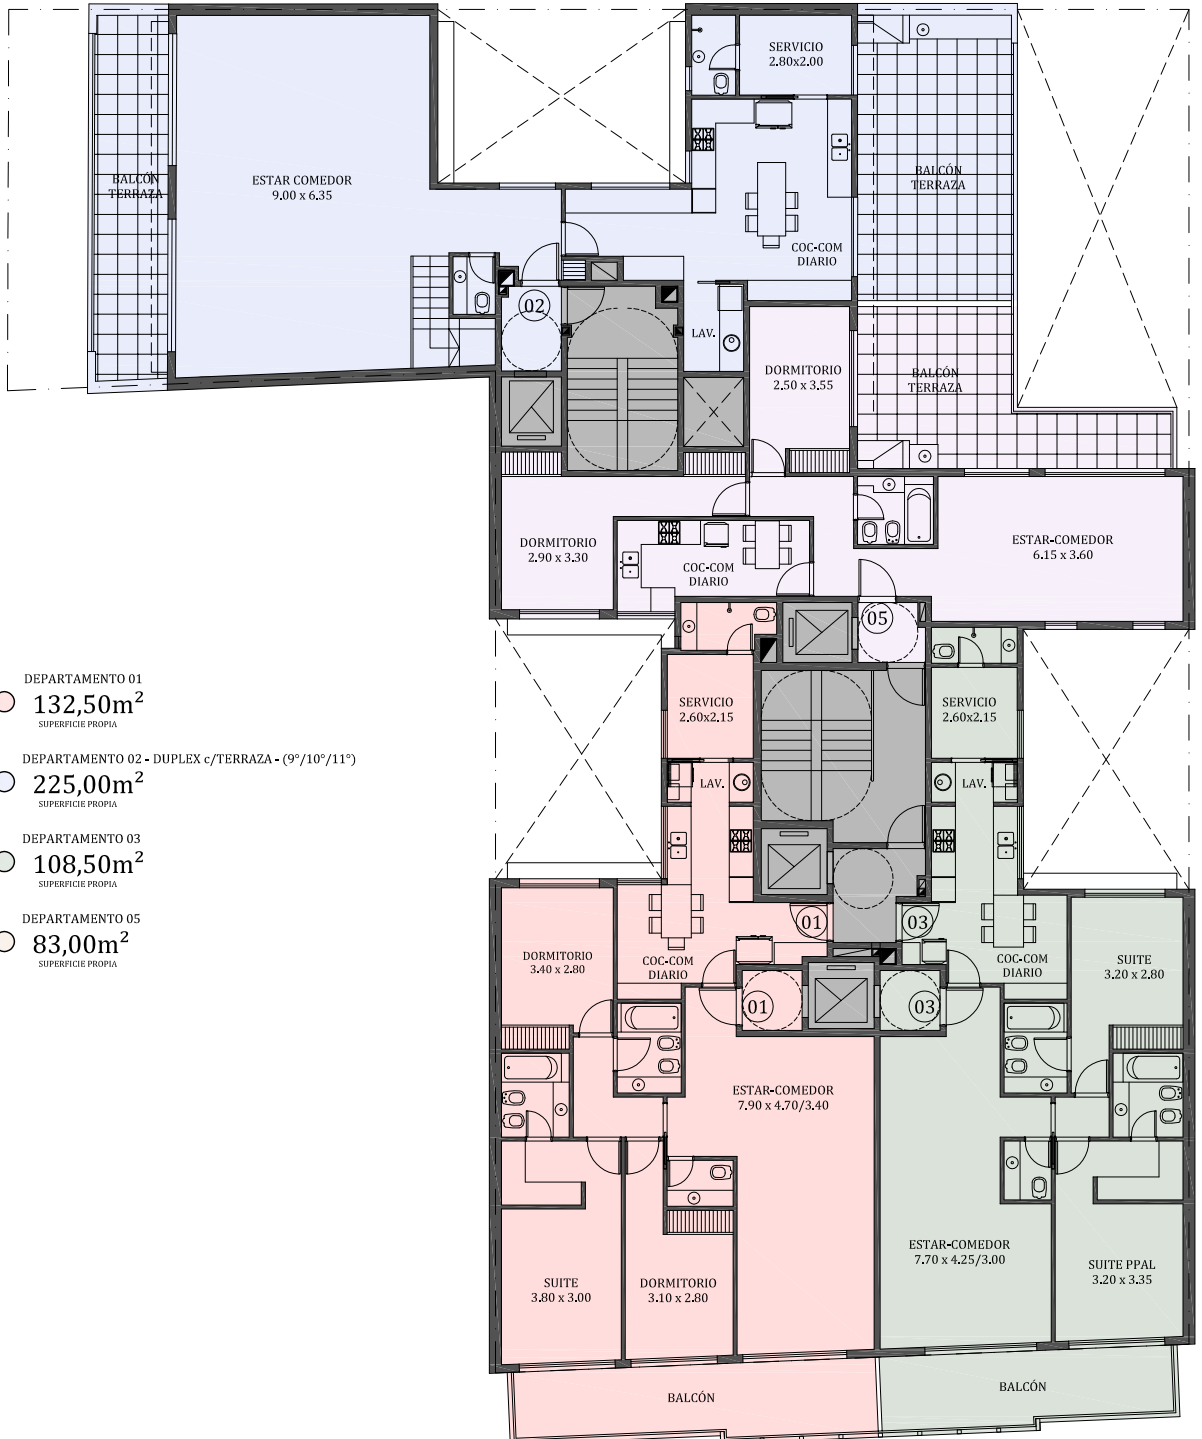 SERVICIO
2.80x2.00
BALCÓN
TERRAZA
ESTAR COMEDOR
9.00 x 6.35
BALCÓN
TERRAZA
COC-COM
DIARIO
02
LAV.
DORMITORIO
2.50 x 3.55
BALCÓN
TERRAZA
DORMITORIO
2.90 x 3.30
COC-COM
DIARIO
ESTAR-COMEDOR
6.15 x 3.60
05
DEPARTAMENTO 01
132,50m²
SUPERFICIE PROPIA
DEPARTAMENTO 02 - DUPLEX c/TERRAZA - (9°/10°/11°)
225,00m²
SUPERFICIE PROPIA
DEPARTAMENTO 03
108,50m²
SUPERFICIE PROPIA
DEPARTAMENTO 05
83,00m²
SUPERFICIE PROPIA
SERVICIO
2.60x2.15
SERVICIO
2.60x2.15
LAV.
LAV.
01
03
DORMITORIO
3.40 x 2.80
COC-COM
DIARIO
COC-COM
DIARIO
SUITE
3.20 x 2.80
01
03
ESTAR-COMEDOR
7.90 x 4.70/3.40
ESTAR-COMEDOR
7.70 x 4.25/3.00
SUITE PPAL
3.20 x 3.35
SUITE
3.80 x 3.00
DORMITORIO
3.10 x 2.80
BALCÓN
BALCÓN